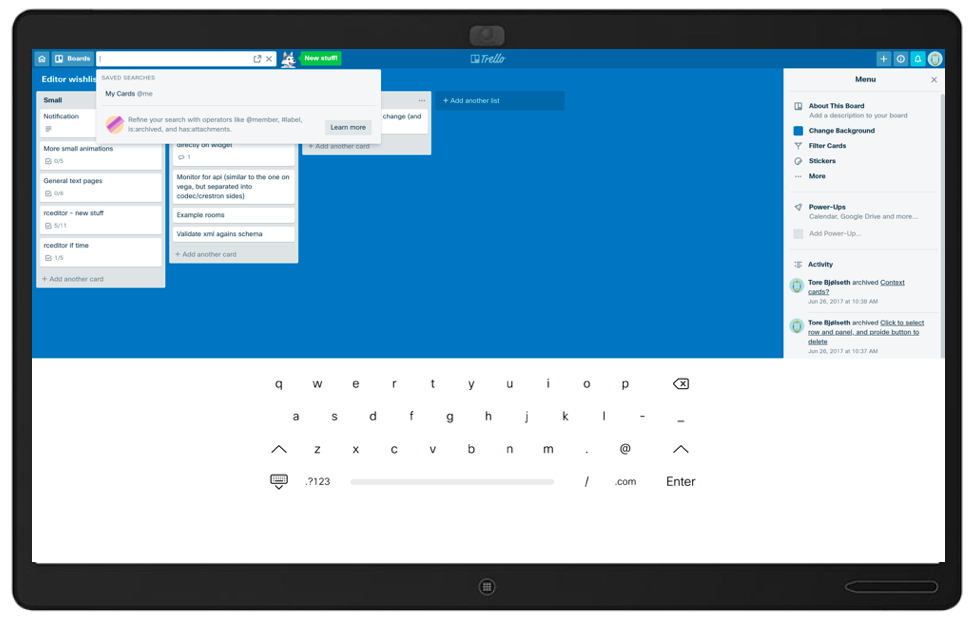 Boards
New stuff!
Trello
Editor wishlis
SAVED SEARCHES
My Cards @me
Refine your search with operators like @member, #label,
is:archived, and has:attachments.
Learn more
Small
Notification
More small animations
0/5
General text pages
0/8
rceditor - new stuff
5/11
rceditor if time
1/5
+ Add another card
directly on widget
1
Monitor for api (similar to the one on
vega, but separated into
codec/crestron sides)
Example rooms
Validate xml agains schema
+ Add another card
change (and
+ Add another card
+ Add another list
Menu
About This Board
Add a description to your board
Change Background
Filter Cards
Stickers
More
Power-Ups
Calendar, Google Drive and more...
Add Power-Up...
Activity
Tore Bjølseth archived Context
cards?
Jun 26, 2017 at 10:38 AM
Tore Bjølseth archived Click to select
row and panel, and proide button to
delete
Jun 26, 2017 at 10:37 AM
q w e r t y u i o p
a s d f g h j k l - _
z x c v b n m . @
.?123 / .com Enter